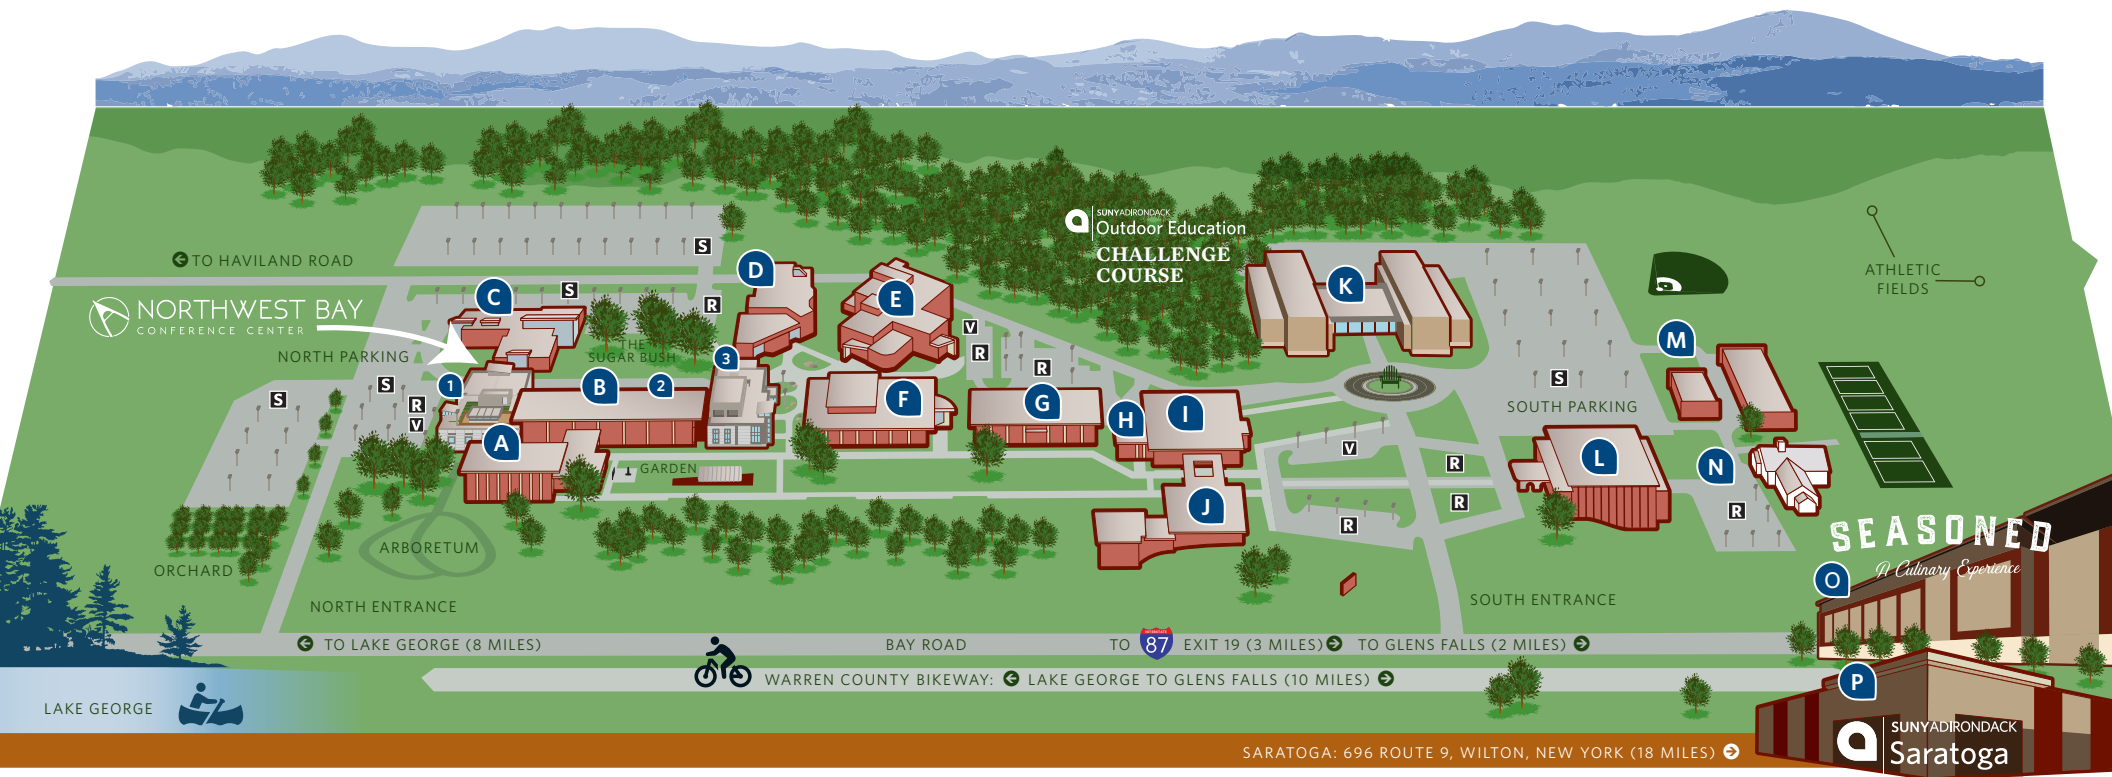 SUNYADIRONDACK
Outdoor Education
CHALLENGE
COURSE
S
TO HAVILAND ROAD
D
ATHLETIC
FIELDS
C
S
R
E
K
NORTHWEST BAY
CONFERENCE CENTER
V
R
M
NORTH PARKING
THE
SUGAR BUSH
3
R
S
S
1
B
2
S
R
V
F
G
H
I
SOUTH PARKING
A
V
R
L
N
GARDEN
R
J
R
R
ARBORETUM
ORCHARD
SEASONED
A Culinary Experience
O
NORTH ENTRANCE
SOUTH ENTRANCE
TO LAKE GEORGE (8 MILES)
BAY ROAD
TO INTERSTATE 87 EXIT 19 (3 MILES)
TO GLENS FALLS (2 MILES)
WARREN COUNTY BIKEWAY: LAKE GEORGE TO GLENS FALLS (10 MILES)
P
LAKE GEORGE
SUNYADIRONDACK
Saratoga
SARATOGA: 696 ROUTE 9, WILTON, NEW YORK (18 MILES)